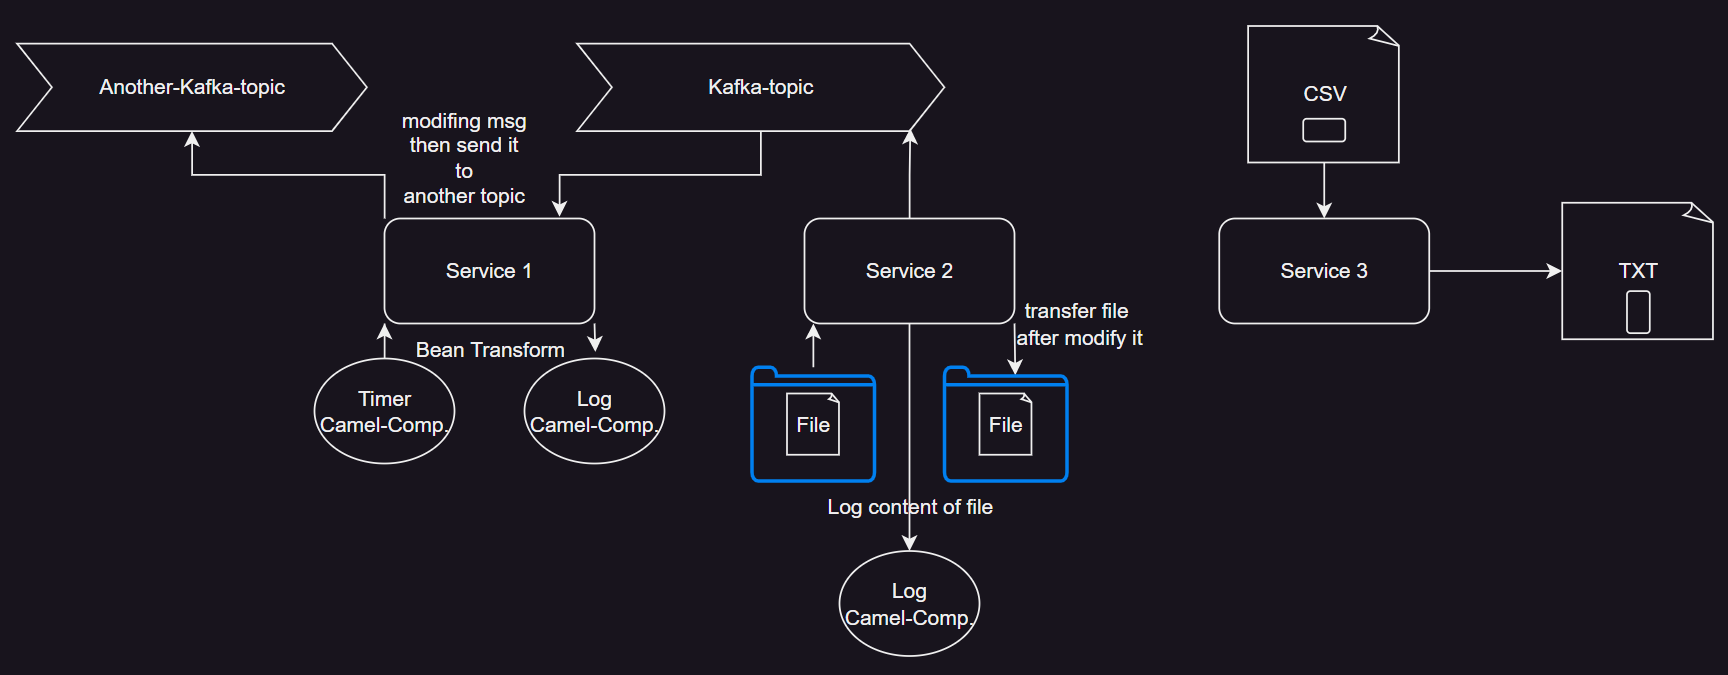 Another-Kafka-topic
Kafka-topic
CSV
modifing msg
then send it
to
another topic
Service 1
Service 2
Service 3
TXT
transfer file
after modify it
Bean Transform
Timer
Camel-Comp.
Log
Camel-Comp.
File
File
Log content of file
Log
Camel-Comp.